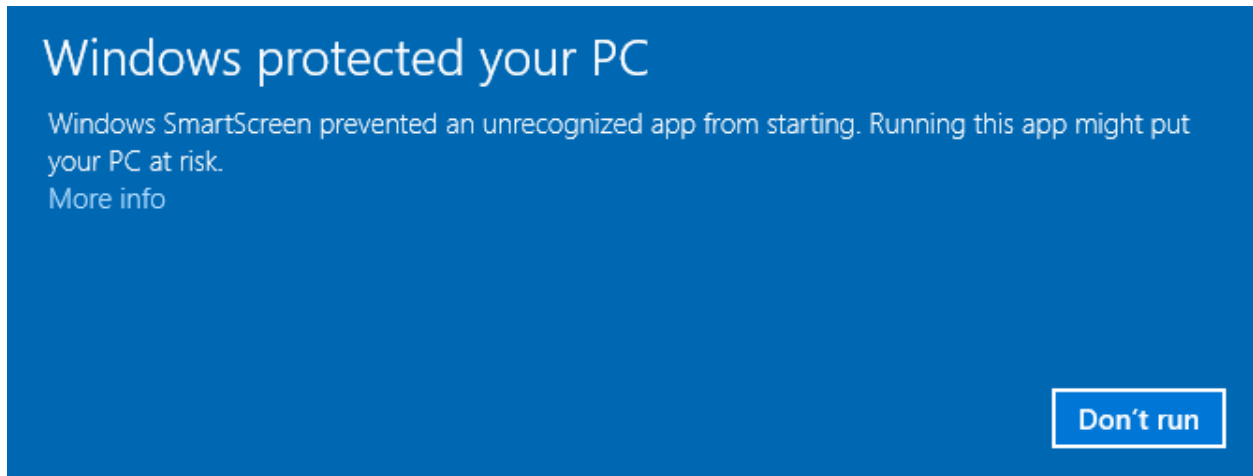 Windows protected your PC
Windows SmartScreen prevented an unrecognized app from starting. Running this app might put
your PC at risk.
More info
Don’t run